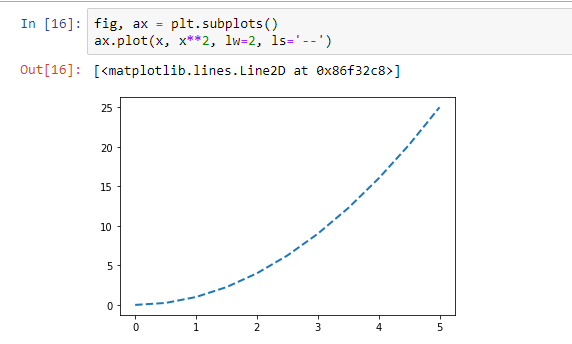 In [16]: fig, ax = plt.subplots()
ax.plot(x, x**2, lw=2, ls='--')
Out[16]: [<matplotlib.lines.Line2D at 0x86f32c8>]
25
20
15
10
5
0
0 1 2 3 4 5